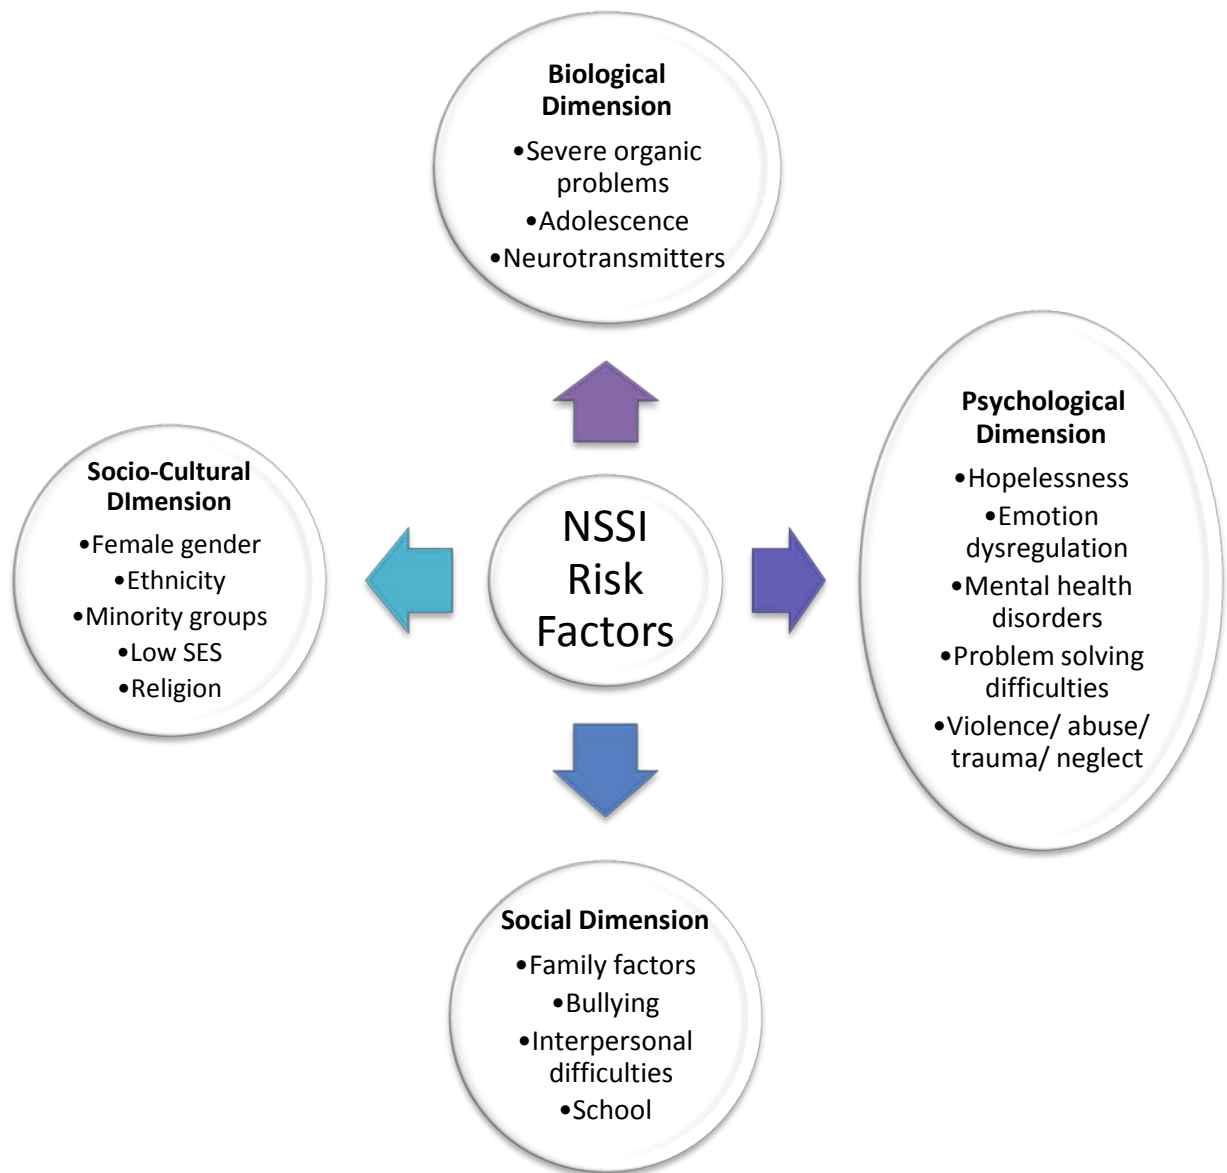 Biological
Dimension
•Severe organic
problems
•Adolescence
•Neurotransmitters
Psychological
Dimension
•Hopelessness
•Emotion
dysregulation
•Mental health
disorders
•Problem solving
difficulties
•Violence/ abuse/
trauma/ neglect
Socio-Cultural
DImension
•Female gender
•Ethnicity
•Minority groups
•Low SES
•Religion
NSSI
Risk
Factors
Social Dimension
•Family factors
•Bullying
•Interpersonal
difficulties
•School